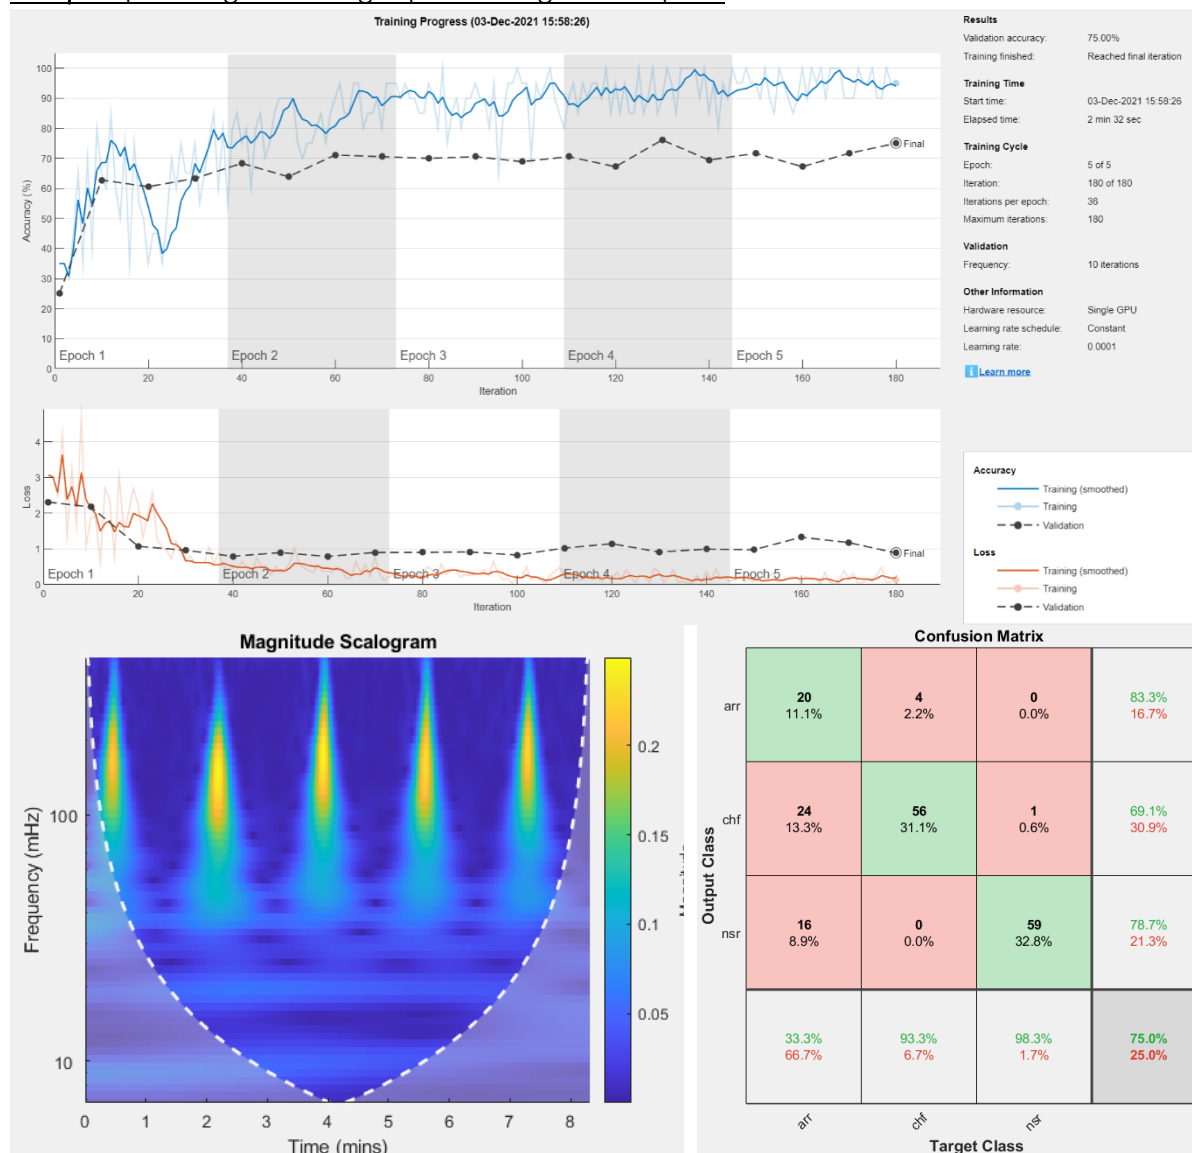 Training Progress (03-Dec-2021 15:58:26)
100
90
80
70
60
50
40
30
20
10
0
Accuracy (%)
Final
Epoch 1
Epoch 2
Epoch 3
Epoch 4
Epoch 5
0
20
40
60
80
100
120
140
160
180
Iteration
Results
Validation accuracy: 75.00%
Training finished: Reached final iteration
Training Time
Start time: 03-Dec-2021 15:58:26
Elapsed time: 2 min 32 sec
Training Cycle
Epoch: 5 of 5
Iteration: 180 of 180
Iterations per epoch: 36
Maximum iterations: 180
Validation
Frequency: 10 iterations
Other Information
Hardware resource: Single GPU
Learning rate schedule: Constant
Learning rate: 0.0001
i Learn more
4
3
2
1
0
Loss
Final
Epoch 1
Epoch 2
Epoch 3
Epoch 4
Epoch 5
0
20
40
60
80
100
120
140
160
180
Iteration
Accuracy
Training (smoothed)
Training
Validation
Loss
Training (smoothed)
Training
Validation
Magnitude Scalogram
Frequency (mHz)
100
10
0 1 2 3 4 5 6 7 8
Time (mins)
0.2
0.15
0.1
0.05
Confusion Matrix
Output Class
arr
20 4 0 83.3%
11.1% 2.2% 0.0% 16.7%
chf
24 56 1 69.1%
13.3% 31.1% 0.6% 30.9%
nsr
16 0 59 78.7%
8.9% 0.0% 32.8% 21.3%
33.3% 93.3% 98.3% 75.0%
66.7% 6.7% 1.7% 25.0%
arr chf nsr
Target Class